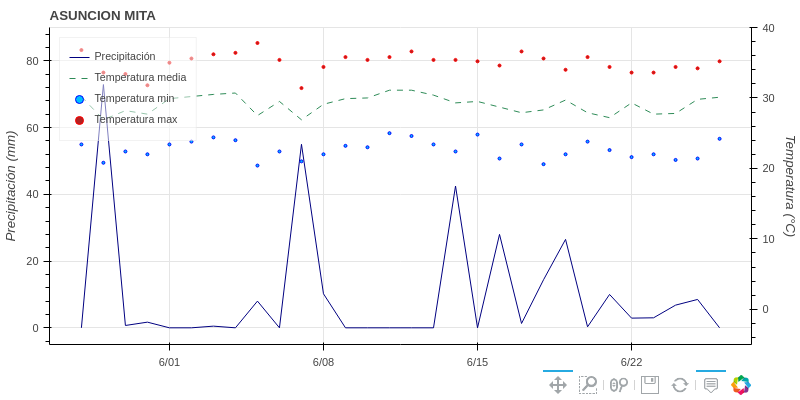 ASUNCION MITA
Precipitación
Temperatura media
Temperatura min
Temperatura max
Precipitación (mm)
80
60
40
20
0
Temperatura (°C)
40
30
20
10
0
6/01
6/08
6/15
6/22